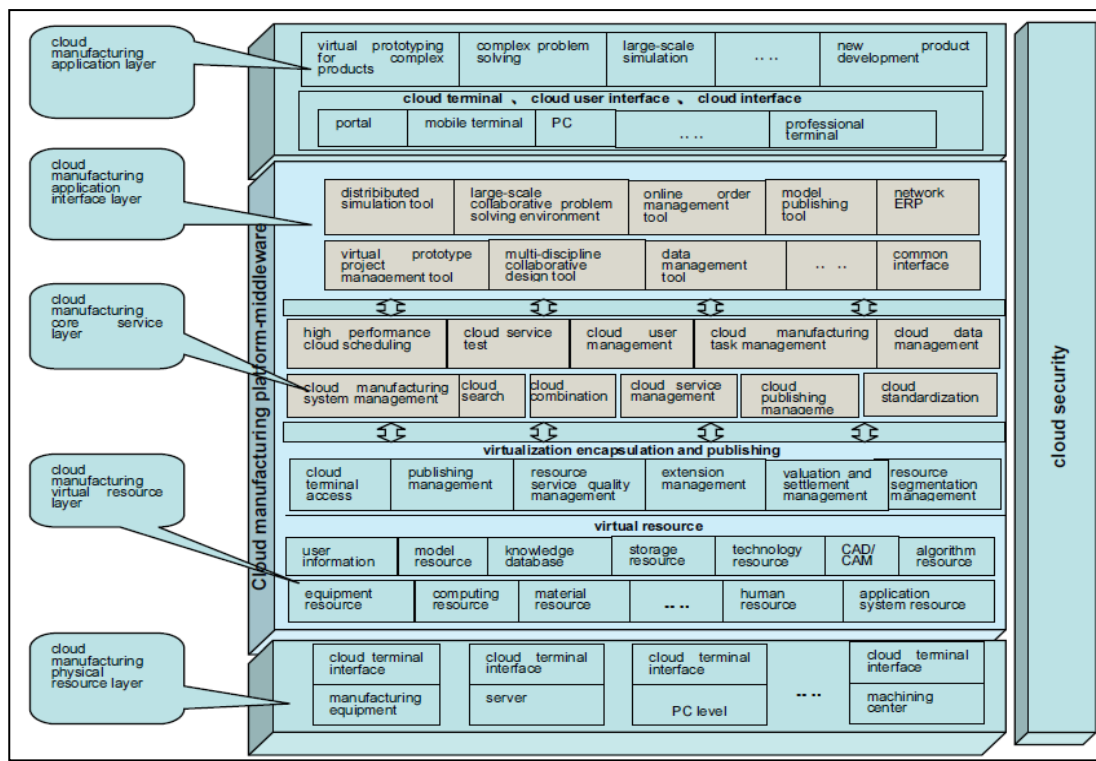 cloud
manufacturing
application layer
virtual prototyping
for complex
products
complex problem
solving
large-scale
simulation
.. ..
new product
development
cloud terminal 、 cloud user interface 、 cloud interface
portal
mobile terminal
PC
.. ..
professional
terminal
cloud
manufacturing
application
interface layer
distribibuted
simulation tool
large-scale
collaborative problem
solving environment
online order
management
tool
model
publishing
tool
network
ERP
virtual prototype
project
management tool
multi-discipline
collaborative
design tool
data
management tool
.. ..
common
interface
cloud
manufacturing
core service
layer
high performance
cloud scheduling
cloud service
test
cloud user
management
cloud manufacturing
task management
cloud data
management
cloud manufacturing
system management
cloud
search
cloud
combination
cloud service
management
cloud
publishing
manageme
cloud
standardization
virtualization encapsulation and publishing
cloud
manufacturing
virtual resource
layer
cloud
terminal
access
publishing
management
resource
service quality
management
extension
management
valuation and
settlement
management
resource
segmentation
management
virtual resource
user
information
model
resource
knowledge
database
storage
resource
technology
resource
CAD/
CAM
algorithm
resource
equipment
resource
computing
resource
material
resource
.. ..
human
resource
application
system resource
cloud
manufacturing
physical
resource layer
cloud terminal
interface
manufacturing
equipment
cloud terminal
interface
server
cloud terminal
interface
PC level
.. ..
cloud terminal
interface
machining
center
Cloud manufacturing platform-middleware
cloud security